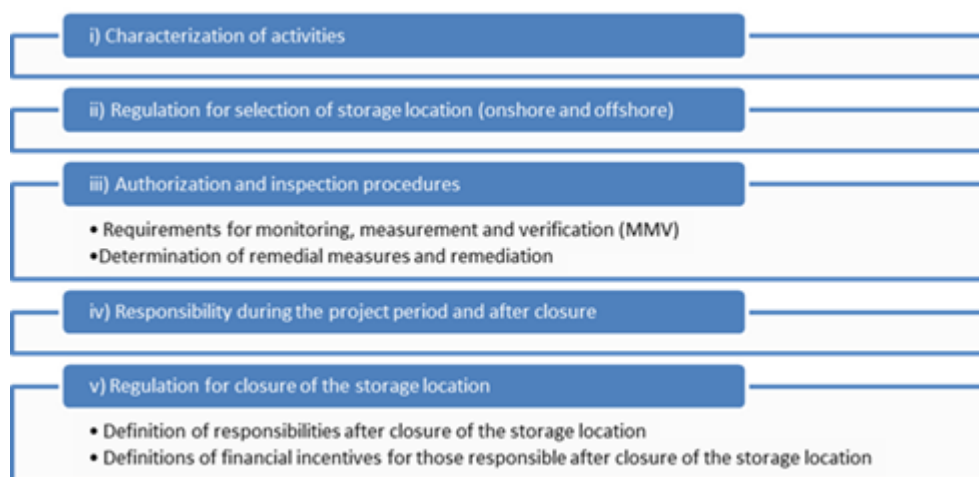 i) Characterization of activities
ii) Regulation for selection of storage location (onshore and offshore)
iii) Authorization and inspection procedures
• Requirements for monitoring, measurement and verification (MMV)
•Determination of remedial measures and remediation
iv) Responsibility during the project period and after closure
v) Regulation for closure of the storage location
• Definition of responsibilities after closure of the storage location
• Definitions of financial incentives for those responsible after closure of the storage location